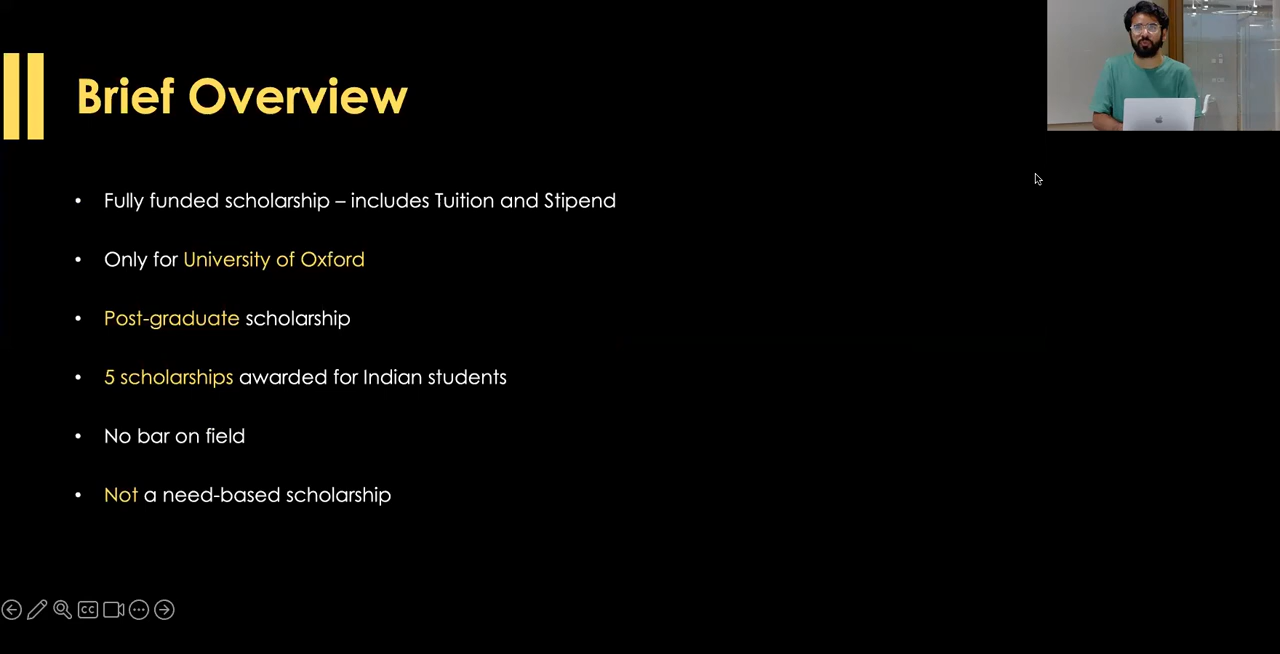 Brief Overview
• Fully funded scholarship – includes Tuition and Stipend
• Only for University of Oxford
• Post-graduate scholarship
• 5 scholarships awarded for Indian students
• No bar on field
• Not a need-based scholarship
CC